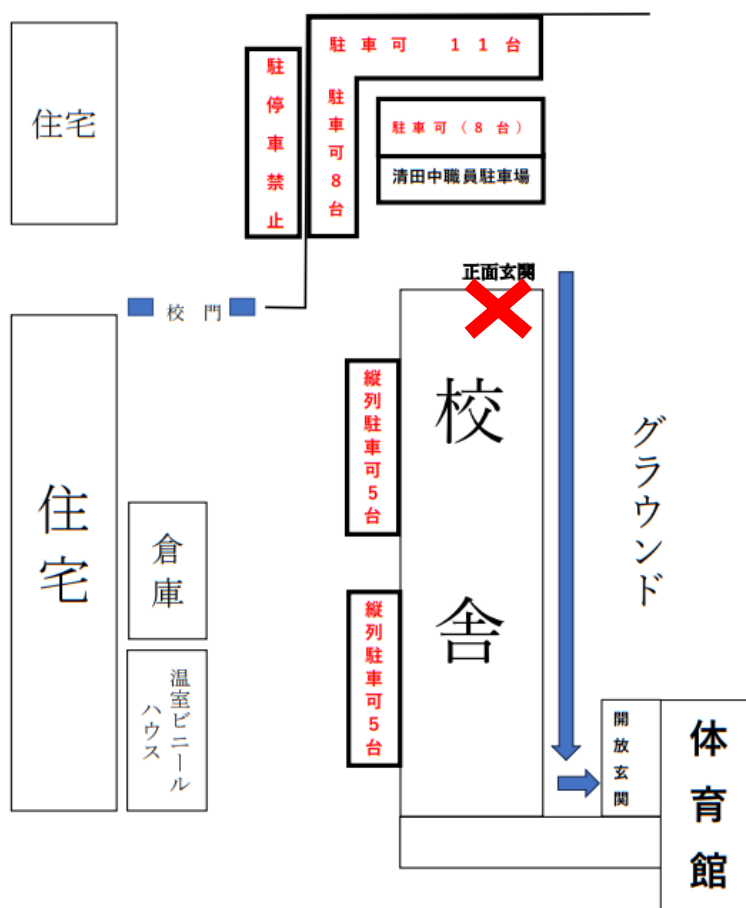 駐車可 11台
駐停車禁止
駐車可8台
住宅
駐車可(8台)
清田中職員駐車場
正面玄関
校門
縦列駐車可5台
校舎
グラウンド
住宅
倉庫
縦列駐車可5台
温室ビニール
ハウス
開放玄関
体育館